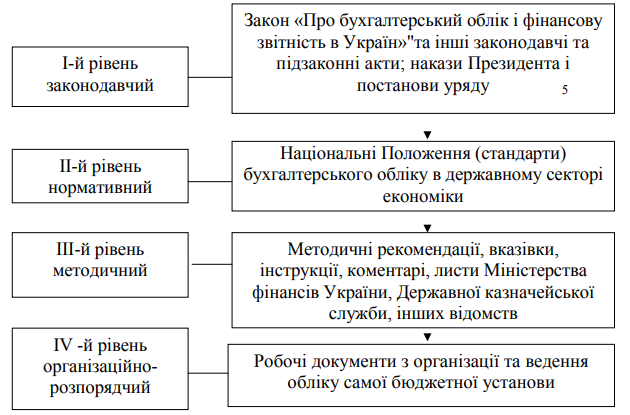 І-й рівень
законодавчий
Закон «Про бухгалтерський облік і фінансову
звітність в Україн»"та інші законодавчі та
підзаконні акти; накази Президента і
постанови уряду 5
ІІ-й рівень
нормативний
Національні Положення (стандарти)
бухгалтерського обліку в державному секторі
економіки
ІІІ-й рівень
методичний
Методичні рекомендації, вказівки,
інструкції, коментарі, листи Міністерства
фінансів України, Державної казначейської
служби, інших відомств
IV -й рівень
організаційно-
розпорядчий
Робочі документи з організації та ведення
обліку самої бюджетної установи